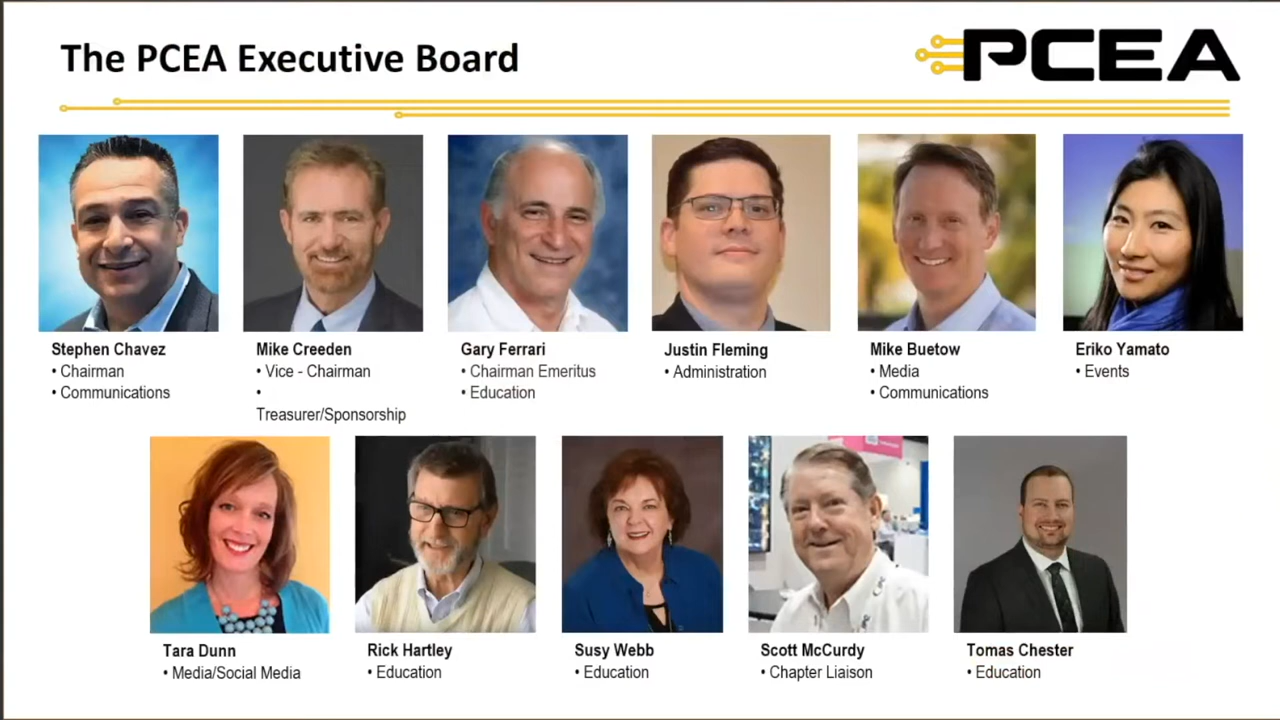 The PCEA Executive Board
PCEA
Stephen Chavez
• Chairman
• Communications
Mike Creeden
• Vice - Chairman
•
Treasurer/Sponsorship
Gary Ferrari
• Chairman Emeritus
• Education
Justin Fleming
• Administration
Mike Buetow
• Media
• Communications
Eriko Yamato
• Events
Tara Dunn
• Media/Social Media
Rick Hartley
• Education
Susy Webb
• Education
Scott McCurdy
• Chapter Liaison
Tomas Chester
• Education